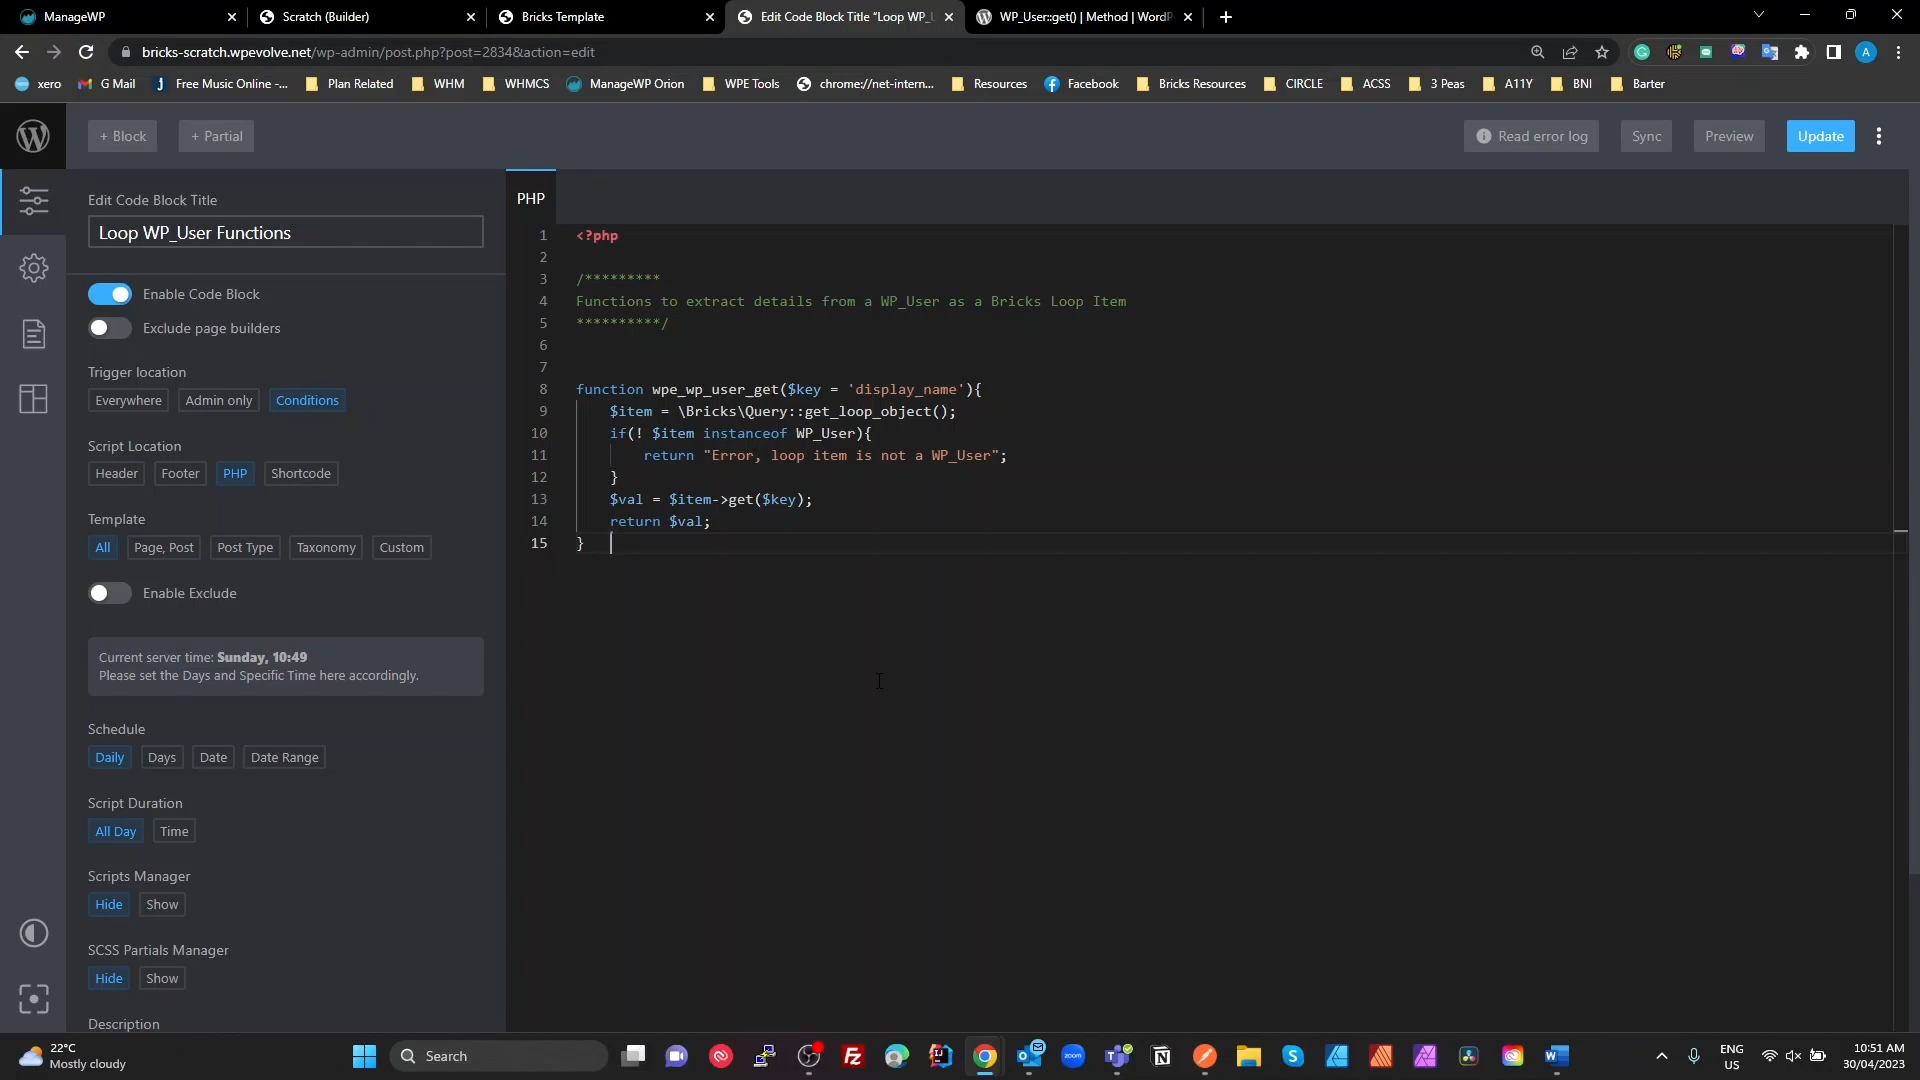 ManageWP
Scratch (Builder)
Bricks Template
Edit Code Block Title "Loop WP_U
WP_User::get() | Method | WordP
bricks-scratch.wpevolve.net/wp-admin/post.php?post=2834&action=edit
xero
G Mail
Free Music Online -...
Plan Related
WHM
WHMCS
ManageWP Orion
WPE Tools
chrome://net-intern...
Resources
Facebook
Bricks Resources
CIRCLE
ACSS
3 Peas
A11Y
BNI
Barter
+ Block
+ Partial
Read error log
Sync
Preview
Update
Edit Code Block Title
Loop WP_User Functions
Enable Code Block
Exclude page builders
Trigger location
Everywhere
Admin only
Conditions
Script Location
Header
Footer
PHP
Shortcode
Template
All
Page, Post
Post Type
Taxonomy
Custom
Enable Exclude
Current server time: Sunday, 10:49
Please set the Days and Specific Time here accordingly.
Schedule
Daily
Days
Date
Date Range
Script Duration
All Day
Time
Scripts Manager
Hide
Show
SCSS Partials Manager
Hide
Show
Description
PHP
1 <?php
2
3 /*********
4 Functions to extract details from a WP_User as a Bricks Loop Item
5 **********/
6
7
8 function wpe_wp_user_get($key = 'display_name'){
9 $item = \Bricks\Query::get_loop_object();
10 if(! $item instanceof WP_User){
11 return "Error, loop item is not a WP_User";
12 }
13 $val = $item->get($key);
14 return $val;
15 }
22°C
Mostly cloudy
Search
zoom
ENG
US
10:51 AM
30/04/2023